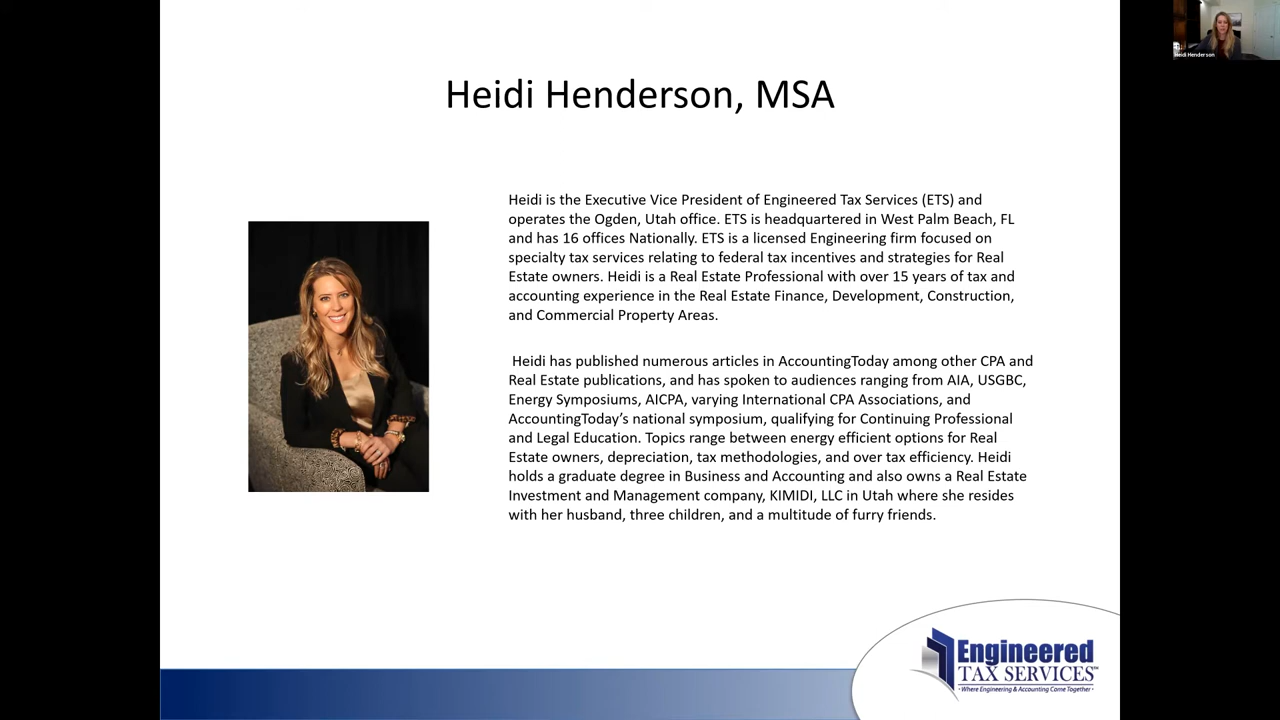 Heidi Henderson
Heidi Henderson, MSA
Heidi is the Executive Vice President of Engineered Tax Services (ETS) and
operates the Ogden, Utah office. ETS is headquartered in West Palm Beach, FL
and has 16 offices Nationally. ETS is a licensed Engineering firm focused on
specialty tax services relating to federal tax incentives and strategies for Real
Estate owners. Heidi is a Real Estate Professional with over 15 years of tax and
accounting experience in the Real Estate Finance, Development, Construction,
and Commercial Property Areas.
Heidi has published numerous articles in AccountingToday among other CPA and
Real Estate publications, and has spoken to audiences ranging from AIA, USGBC,
Energy Symposiums, AICPA, varying International CPA Associations, and
AccountingToday’s national symposium, qualifying for Continuing Professional
and Legal Education. Topics range between energy efficient options for Real
Estate owners, depreciation, tax methodologies, and over tax efficiency. Heidi
holds a graduate degree in Business and Accounting and also owns a Real Estate
Investment and Management company, KIMIDI, LLC in Utah where she resides
with her husband, three children, and a multitude of furry friends.
Engineered
TAX SERVICES™
• Where Engineering & Accounting Come Together •